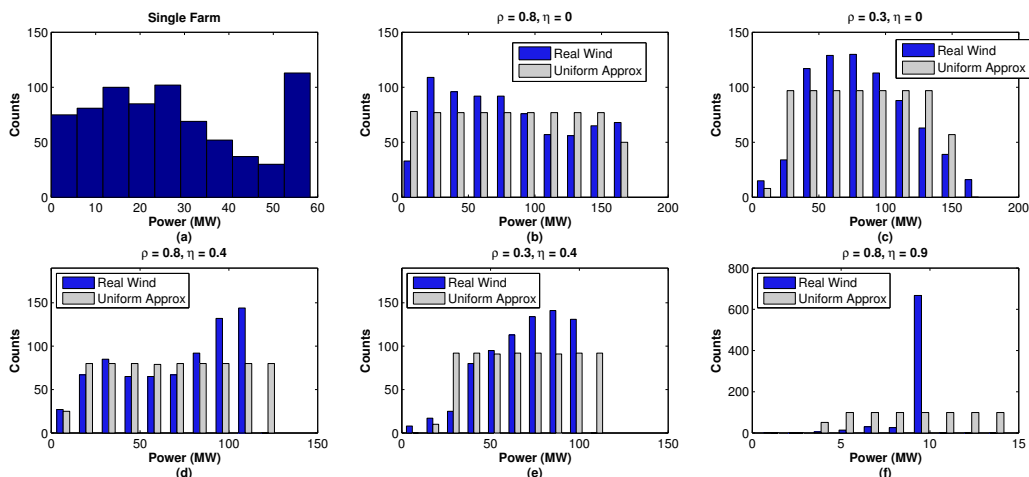 Single Farm
150
100
50
0
Counts
0 10 20 30 40 50 60
Power (MW)
(a)
ρ = 0.8, η = 0
150
100
50
0
Counts
Real Wind
Uniform Approx
0 50 100 150 200
Power (MW)
(b)
ρ = 0.3, η = 0
150
100
50
0
Counts
Real Wind
Uniform Approx
0 50 100 150 200
Power (MW)
(c)
ρ = 0.8, η = 0.4
150
100
50
0
Counts
Real Wind
Uniform Approx
0 50 100 150
Power (MW)
(d)
ρ = 0.3, η = 0.4
150
100
50
0
Counts
Real Wind
Uniform Approx
0 50 100 150
Power (MW)
(e)
ρ = 0.8, η = 0.9
800
600
400
200
0
Counts
Real Wind
Uniform Approx
0 5 10 15
Power (MW)
(f)